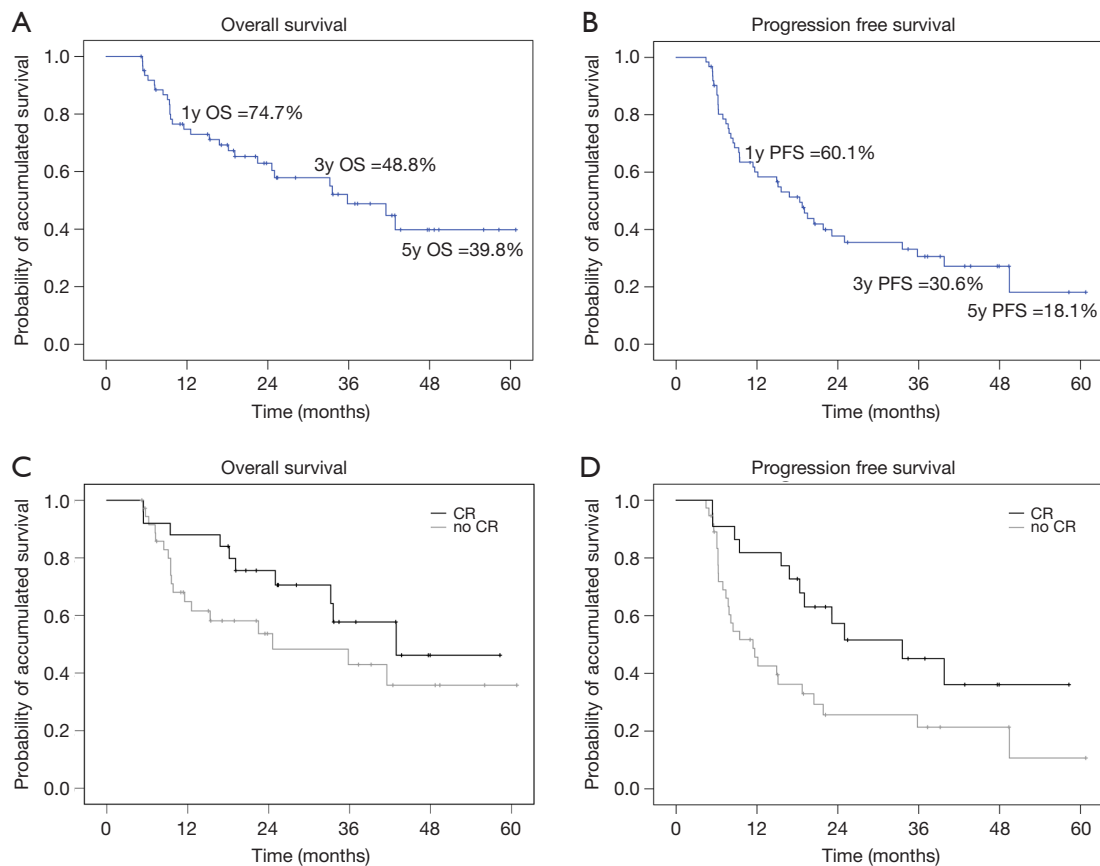 A
Overall survival
Probability of accumulated survival
1.0
0.8
0.6
0.4
0.2
0.0
1y OS =74.7%
3y OS =48.8%
5y OS =39.8%
0 12 24 36 48 60
Time (months)
B
Progression free survival
Probability of accumulated survival
1.0
0.8
0.6
0.4
0.2
0.0
1y PFS =60.1%
3y PFS =30.6%
5y PFS =18.1%
0 12 24 36 48 60
Time (months)
C
Overall survival
Probability of accumulated survival
1.0
0.8
0.6
0.4
0.2
0.0
CR
no CR
0 12 24 36 48 60
Time (months)
D
Progression free survival
Probability of accumulated survival
1.0
0.8
0.6
0.4
0.2
0.0
CR
no CR
0 12 24 36 48 60
Time (months)